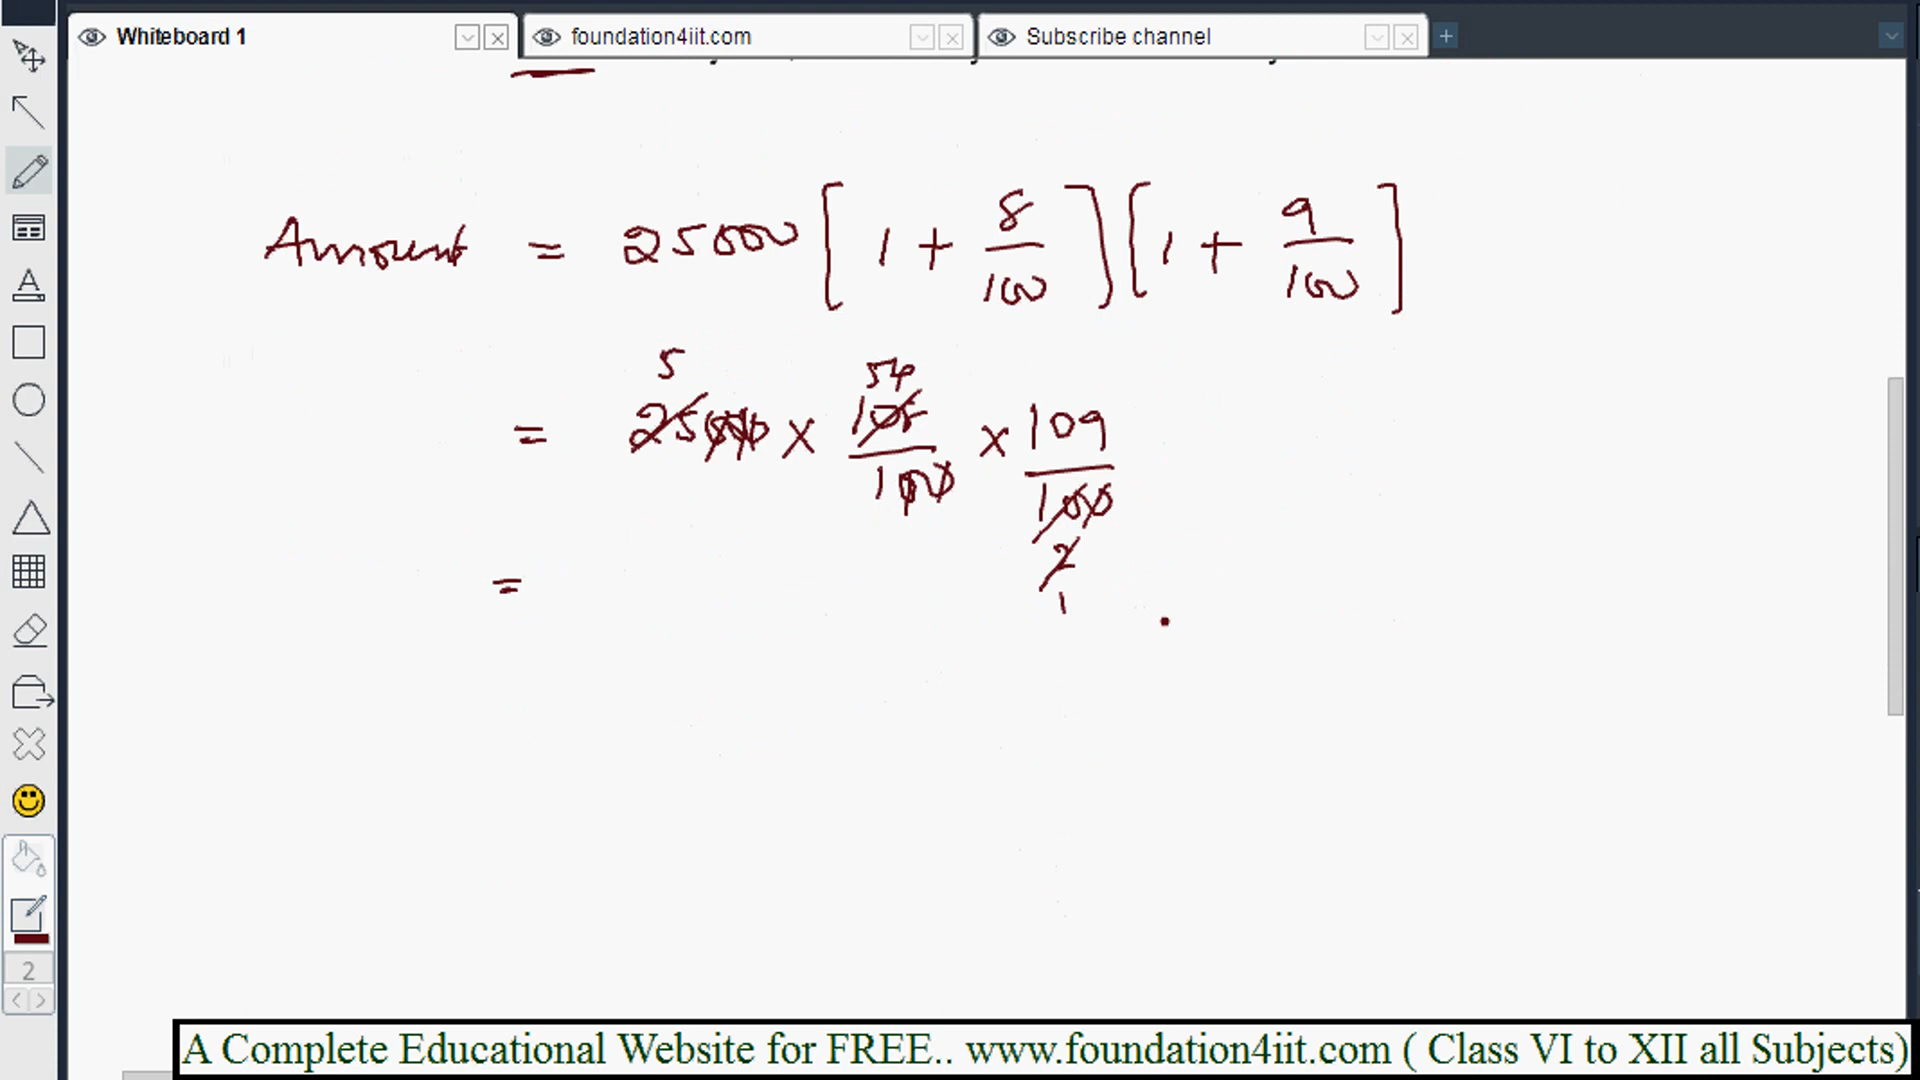 Whiteboard 1 foundation4iit.com Subscribe channel
Amount = 25000 [1 + 8/100] [1 + 9/100]
5 54
= 25000 × 108/100 × 109/100
2
=
1
2
A Complete Educational Website for FREE.. www.foundation4iit.com ( Class VI to XII all Subjects)